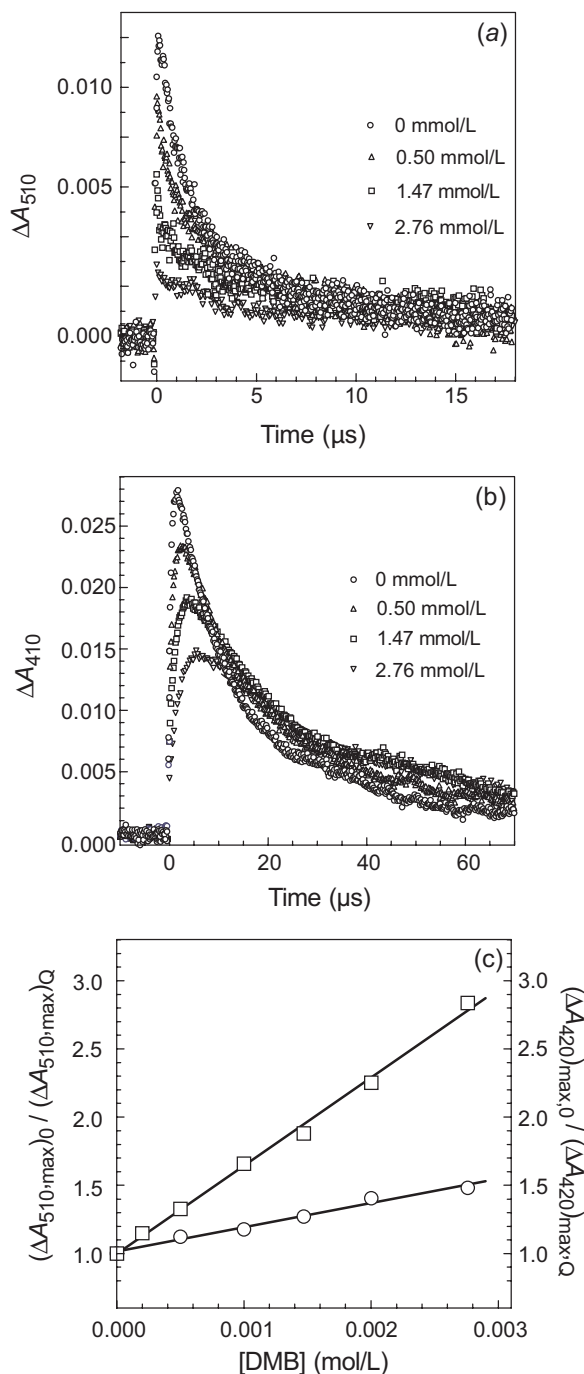 (a)
0.010
0.005
0.000
ΔA510
0 mmol/L
0.50 mmol/L
1.47 mmol/L
2.76 mmol/L
0 5 10 15
Time (μs)
(b)
0.025
0.020
0.015
0.010
0.005
0.000
ΔA410
0 mmol/L
0.50 mmol/L
1.47 mmol/L
2.76 mmol/L
0 20 40 60
Time (μs)
(c)
3.0 3.0
2.5 2.5
2.0 2.0
1.5 1.5
1.0 1.0
(ΔA510,max)0 / (ΔA510,max)Q
(ΔA420)max,0 / (ΔA420)max,Q
0.000 0.001 0.002 0.003
[DMB] (mol/L)